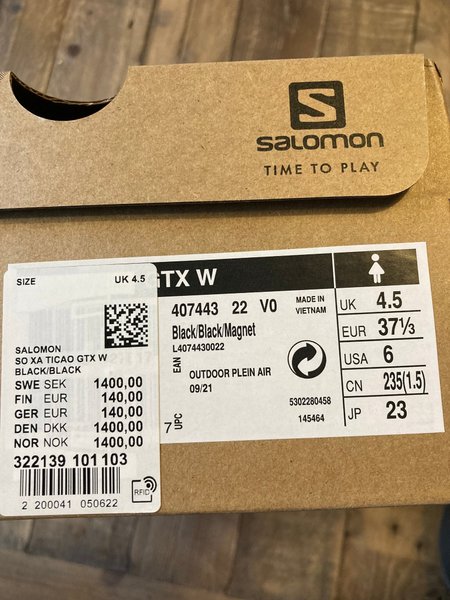 SALOMON
TIME TO PLAY
GTX W
407443 22 V0
MADE IN
VIETNAM
Black/Black/Magnet
L4074430022
EAN
OUTDOOR PLEIN AIR
09/21
5302280458
145464
7
UPC
UK 4.5
EUR 37⅓
USA 6
CN 235(1.5)
JP 23
SIZE UK 4.5
SALOMON
SO XA TICAO GTX W
BLACK/BLACK
SWE SEK 1400,00
FIN EUR 140,00
GER EUR 140,00
DEN DKK 1400,00
NOR NOK 1400,00
322139 101 103
RFID
2 200041 050622